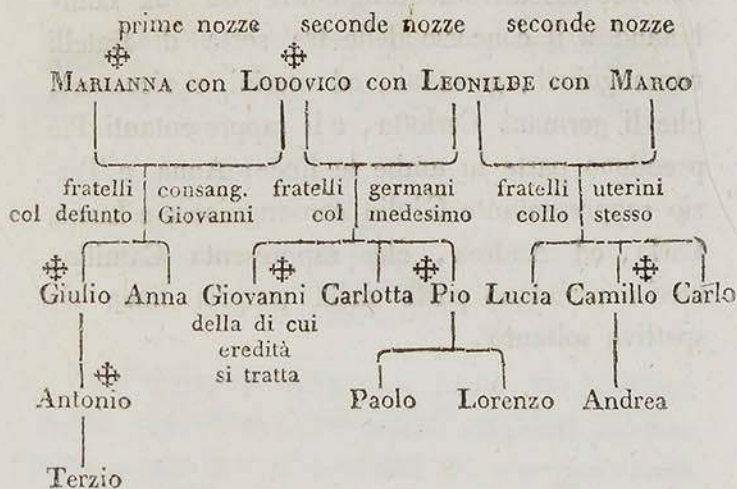 prime nozze seconde nozze seconde nozze
MARIANNA con LODOVICO con LEONILDE con MARCO
fratelli consang. fratelli germani fratelli uterini
col defunto Giovanni col medesimo collo stesso
Giulio Anna Giovanni Carlotta Pio Lucia Camillo Carlo
della di cui
eredità
si tratta
Antonio Paolo Lorenzo Andrea
Terzio